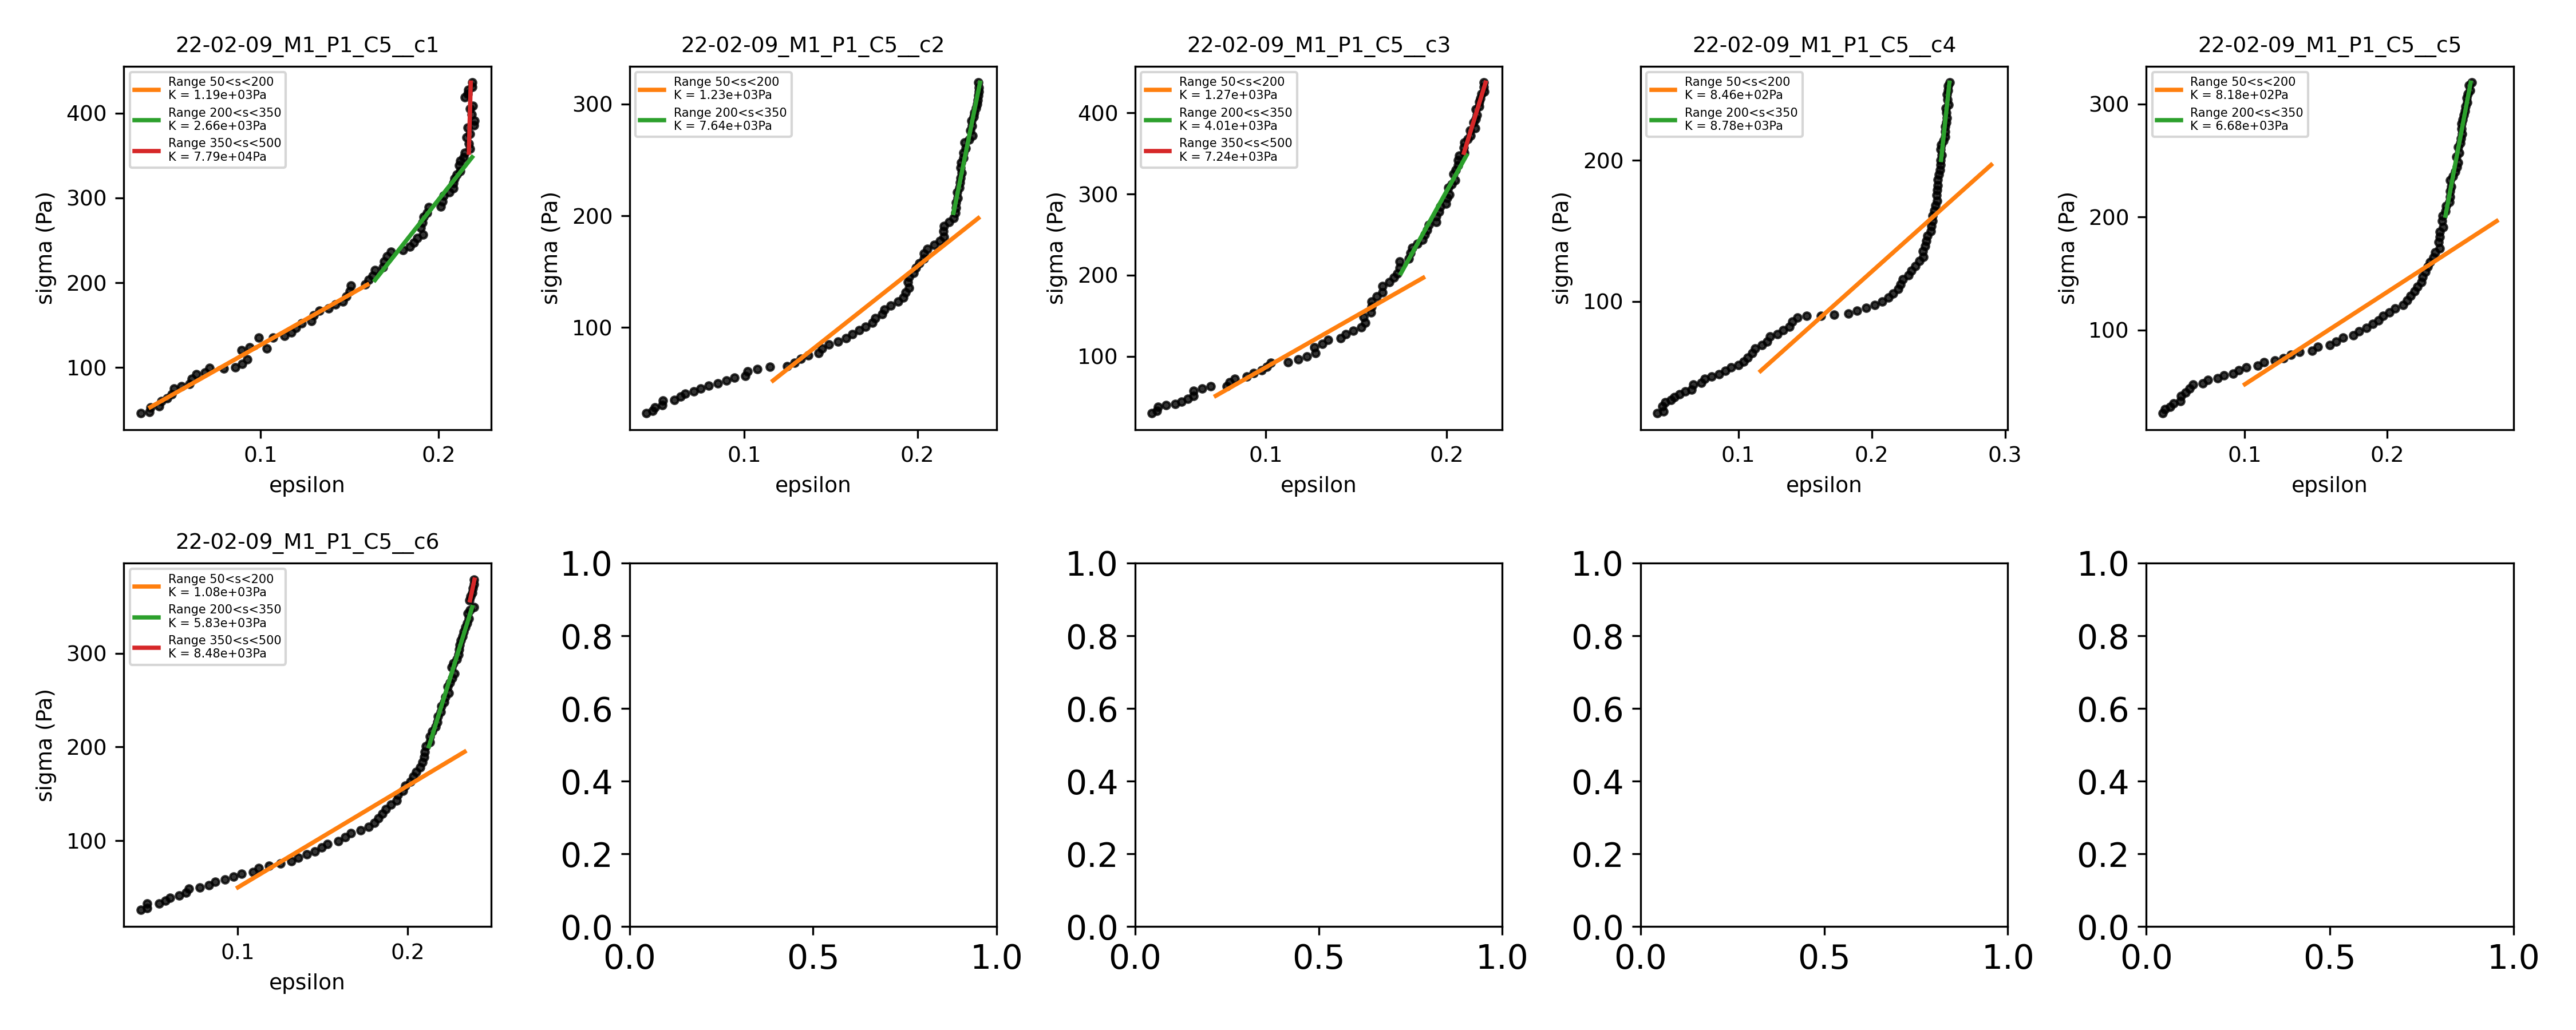 22-02-09_M1_P1_C5__c1
Range 50<s<200
K = 1.19e+03Pa
Range 200<s<350
K = 2.66e+03Pa
Range 350<s<500
K = 7.79e+04Pa
400
300
200
100
sigma (Pa)
0.1
0.2
epsilon
22-02-09_M1_P1_C5__c2
Range 50<s<200
K = 1.23e+03Pa
Range 200<s<350
K = 7.64e+03Pa
300
200
100
sigma (Pa)
0.1
0.2
epsilon
22-02-09_M1_P1_C5__c3
Range 50<s<200
K = 1.27e+03Pa
Range 200<s<350
K = 4.01e+03Pa
Range 350<s<500
K = 7.24e+03Pa
400
300
200
100
sigma (Pa)
0.1
0.2
epsilon
22-02-09_M1_P1_C5__c4
Range 50<s<200
K = 8.46e+02Pa
Range 200<s<350
K = 8.78e+03Pa
200
100
sigma (Pa)
0.1
0.2
0.3
epsilon
22-02-09_M1_P1_C5__c5
Range 50<s<200
K = 8.18e+02Pa
Range 200<s<350
K = 6.68e+03Pa
300
200
100
sigma (Pa)
0.1
0.2
epsilon
22-02-09_M1_P1_C5__c6
Range 50<s<200
K = 1.08e+03Pa
Range 200<s<350
K = 5.83e+03Pa
Range 350<s<500
K = 8.48e+03Pa
300
200
100
sigma (Pa)
0.1
0.2
epsilon
1.0
0.8
0.6
0.4
0.2
0.0
0.0
0.5
1.0
1.0
0.8
0.6
0.4
0.2
0.0
0.0
0.5
1.0
1.0
0.8
0.6
0.4
0.2
0.0
0.0
0.5
1.0
1.0
0.8
0.6
0.4
0.2
0.0
0.0
0.5
1.0